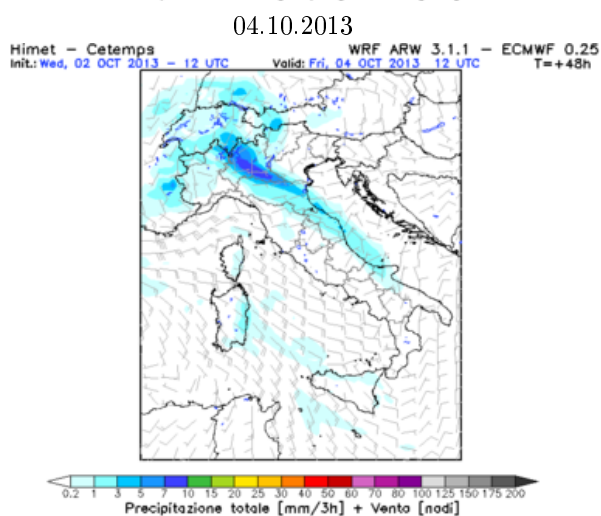 04.10.2013
Himet – Cetemps WRF ARW 3.1.1 – ECMWF 0.25
Init.: Wed, 02 OCT 2013 – 12 UTC Valid: Fri, 04 OCT 2013 12 UTC T=+48h
0.2 1 3 5 7 10 15 20 25 30 40 50 60 70 80 100 125 150 175 200
Precipitazione totale [mm/3h] + Vento [nodi]